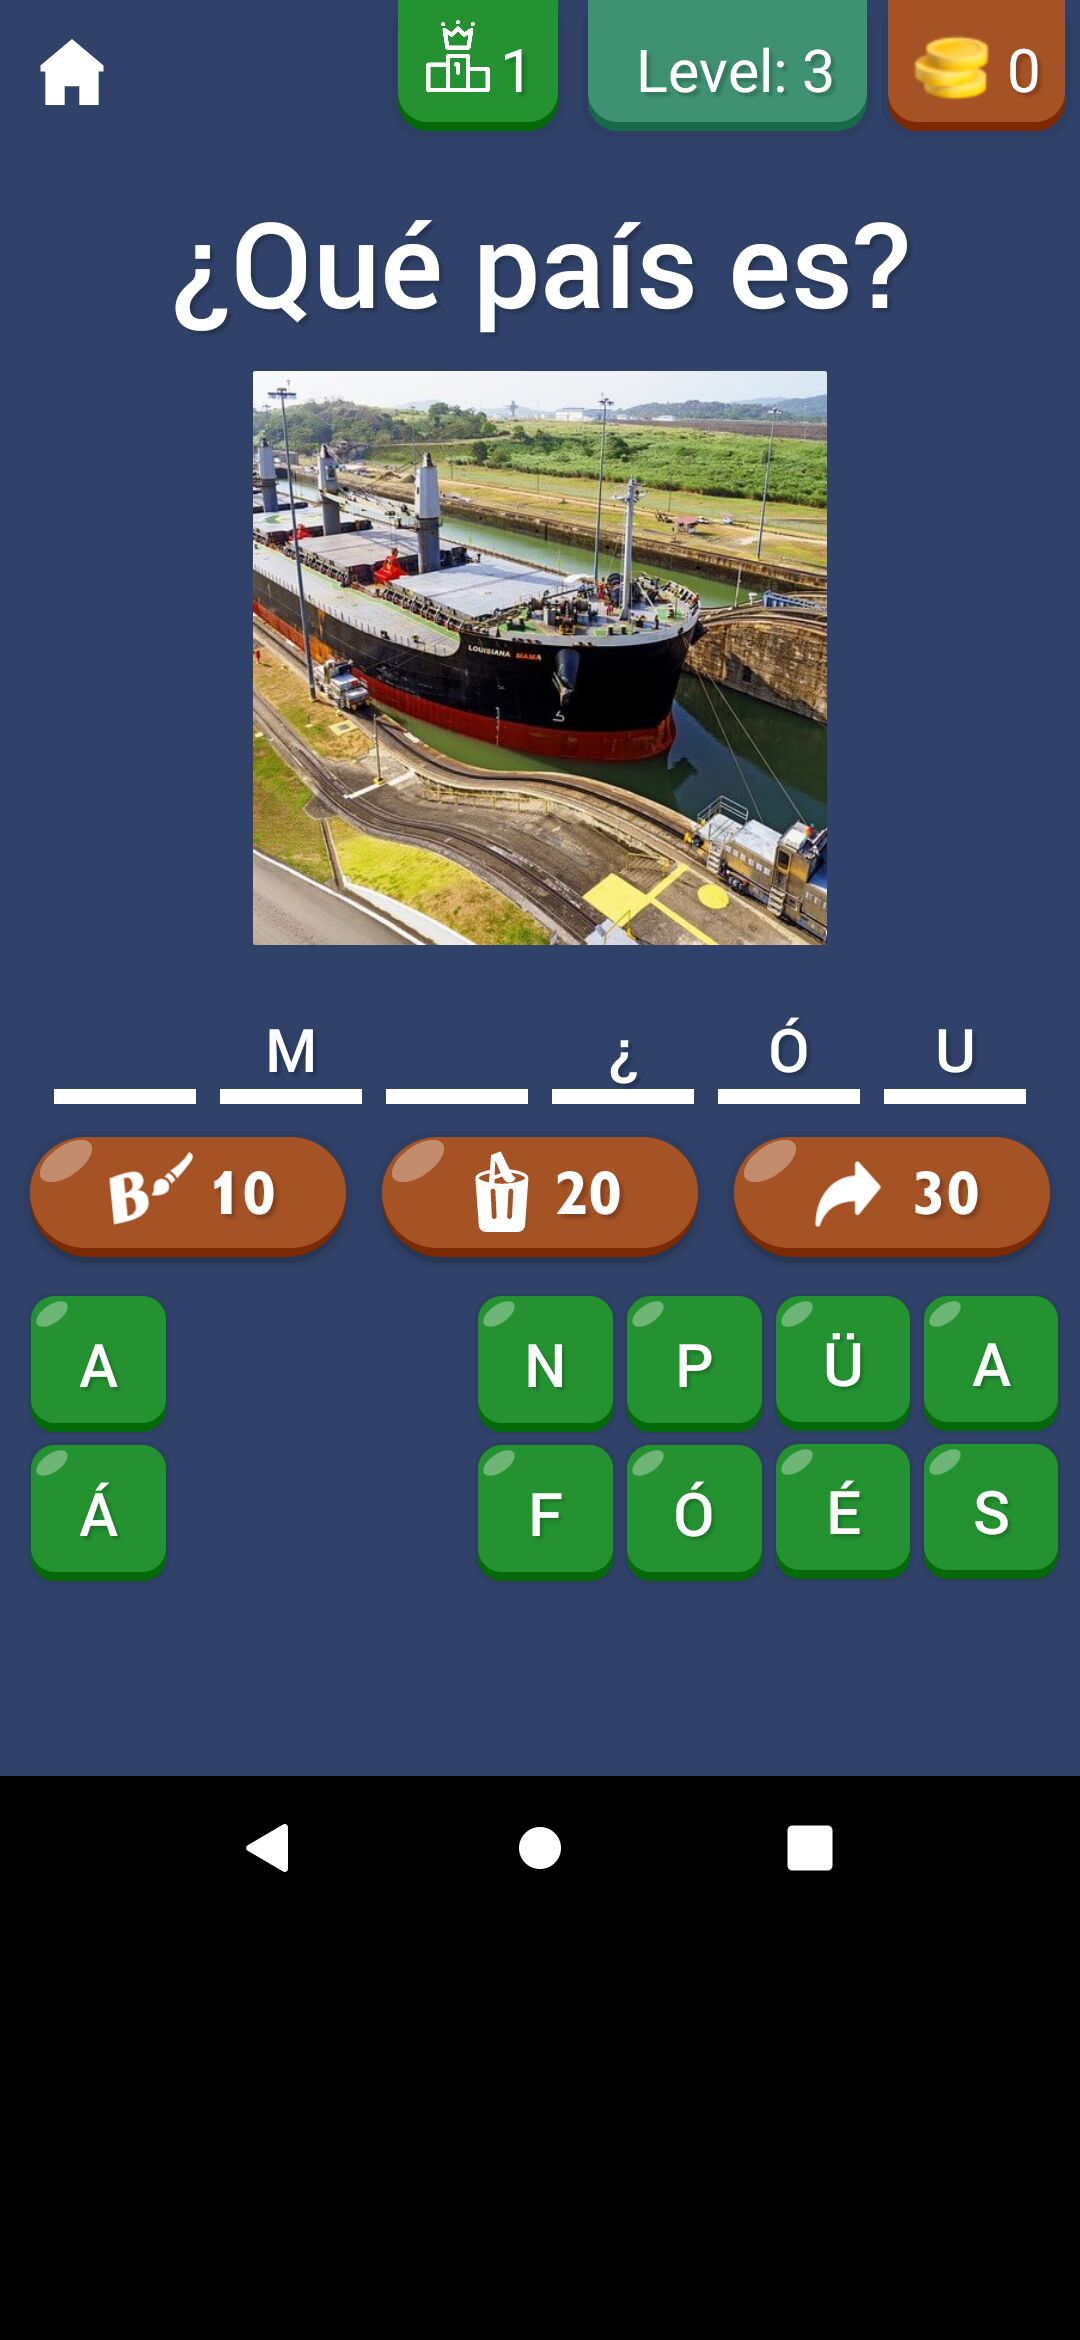 1 Level: 3 0
¿Qué país es?
LOUISIANA MAMA
M ¿ Ó U
B 10 20 30
A N P Ü A
Á F Ó É S